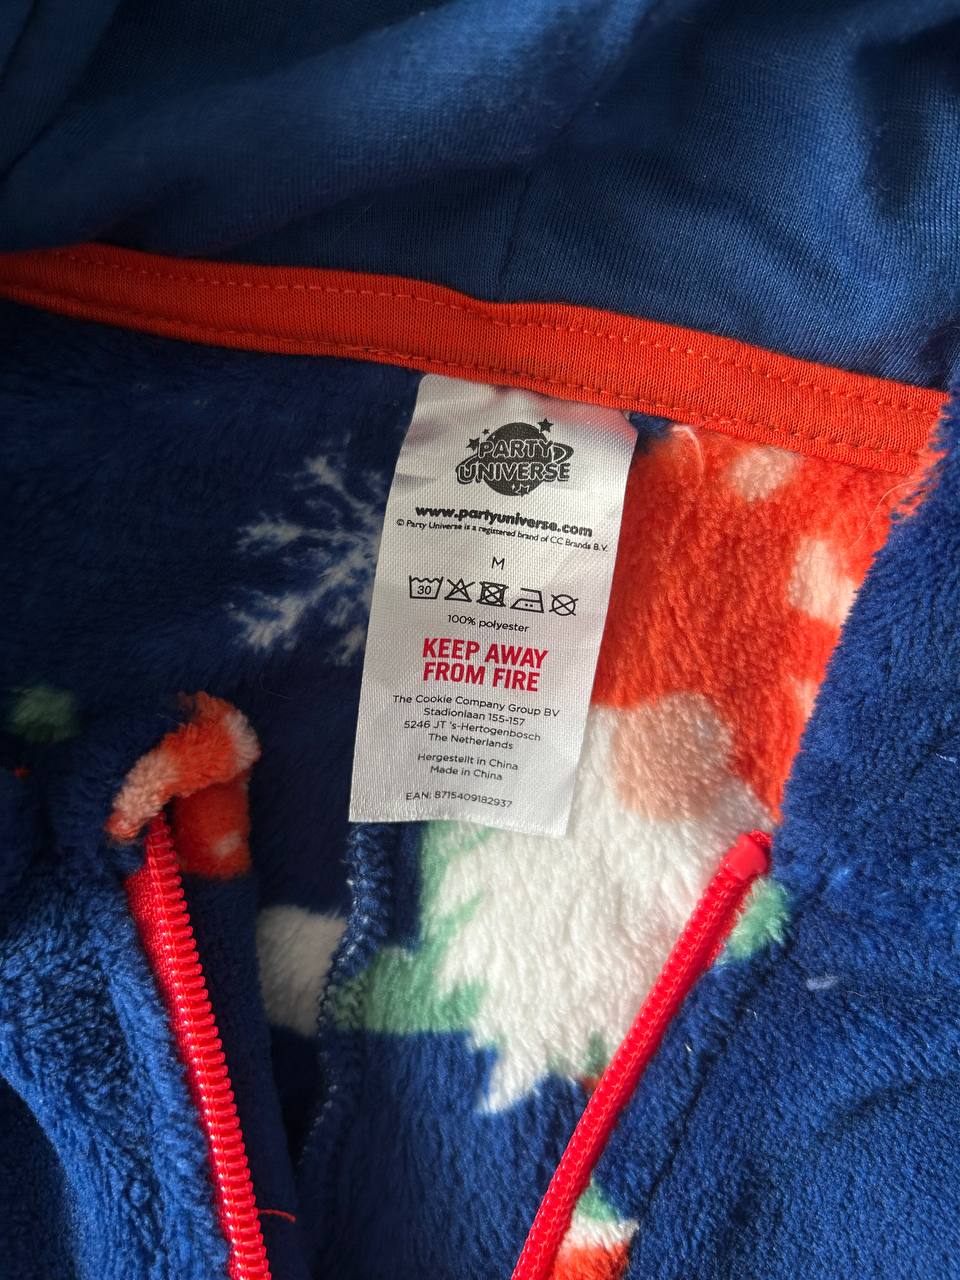 PARTY
UNIVERSE
www.partyuniverse.com
© Party Universe is a registered brand of CC Brands B.V.
M
30
100% polyester
KEEP AWAY
FROM FIRE
The Cookie Company Group BV
Stadionlaan 155-157
5246 JT 's-Hertogenbosch
The Netherlands
Hergestellt in China
Made in China
EAN: 8715409182937